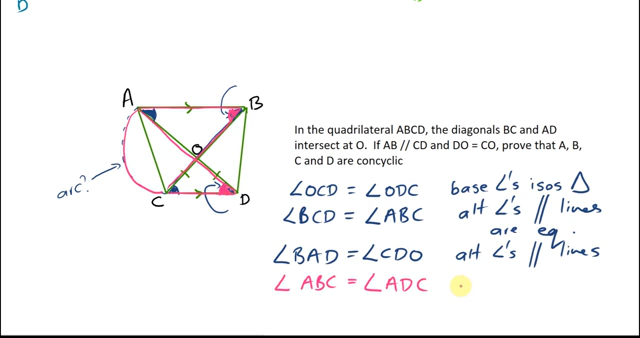 D
A
B
O
arc?
C
D
In the quadrilateral ABCD, the diagonals BC and AD
intersect at O. If AB // CD and DO = CO, prove that A, B,
C and D are concyclic
∠OCD = ∠ODC base ∠'s isos △
∠BCD = ∠ABC alt ∠'s // lines
are eq.
∠BAD = ∠CDO alt ∠'s // lines
∠ABC = ∠ADC